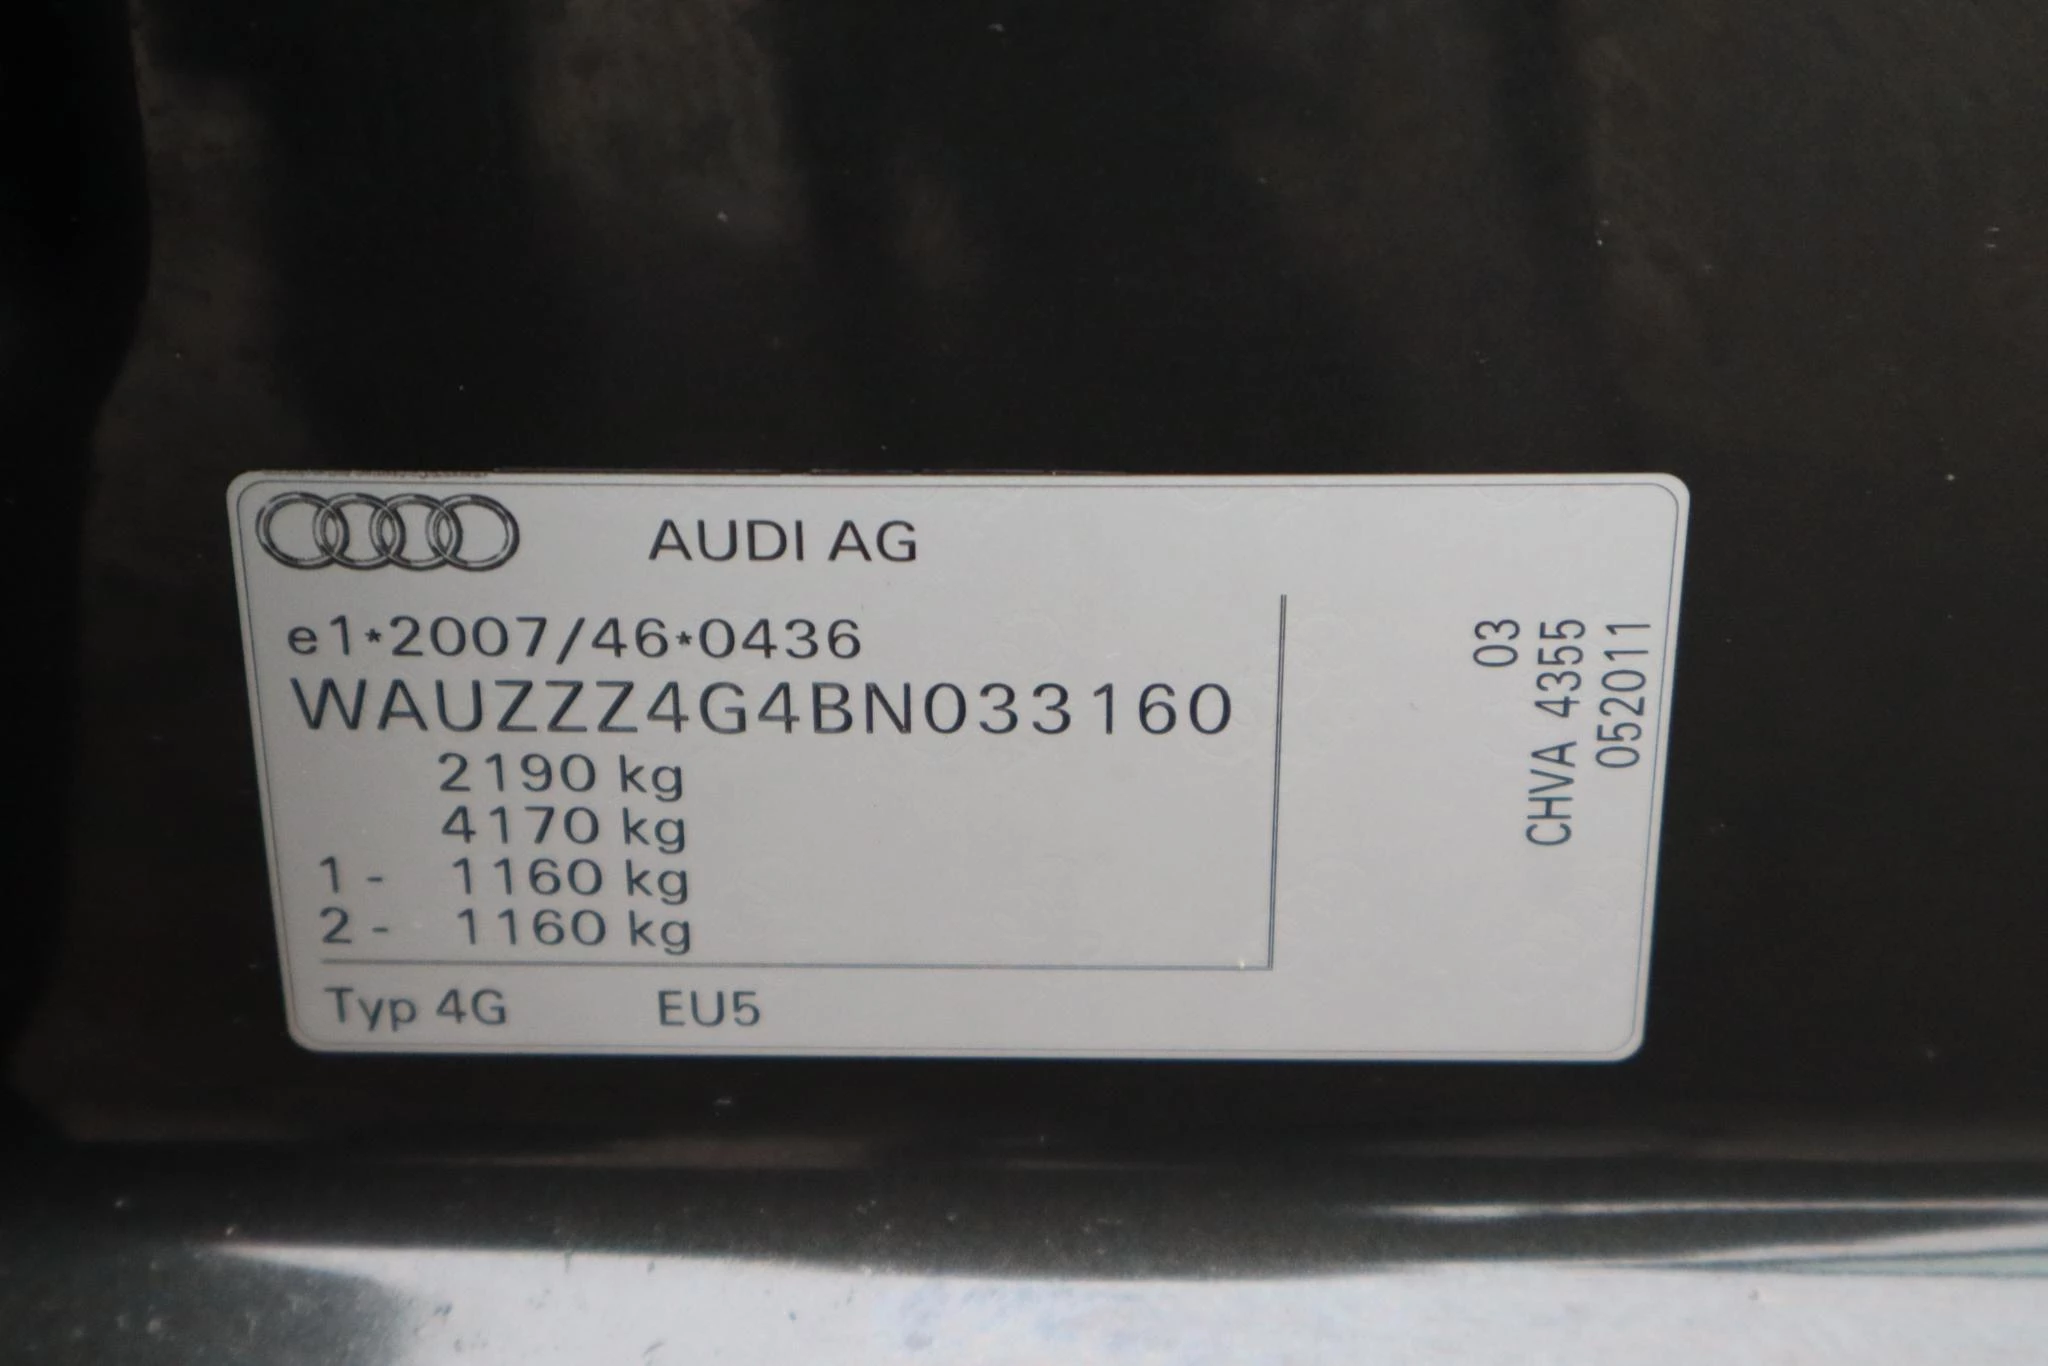 AUDI AG
e1*2007/46*0436
WAUZZZ4G4BN033160
2190 kg
4170 kg
1 - 1160 kg
2 - 1160 kg
Typ 4G EU5
03
CHVA 4355
052011